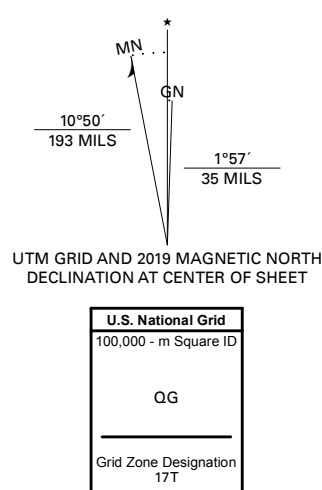 ★
MN
GN
10°50´
193 MILS
1°57´
35 MILS
UTM GRID AND 2019 MAGNETIC NORTH
DECLINATION AT CENTER OF SHEET
U.S. National Grid
100,000 - m Square ID
QG
Grid Zone Designation
17T